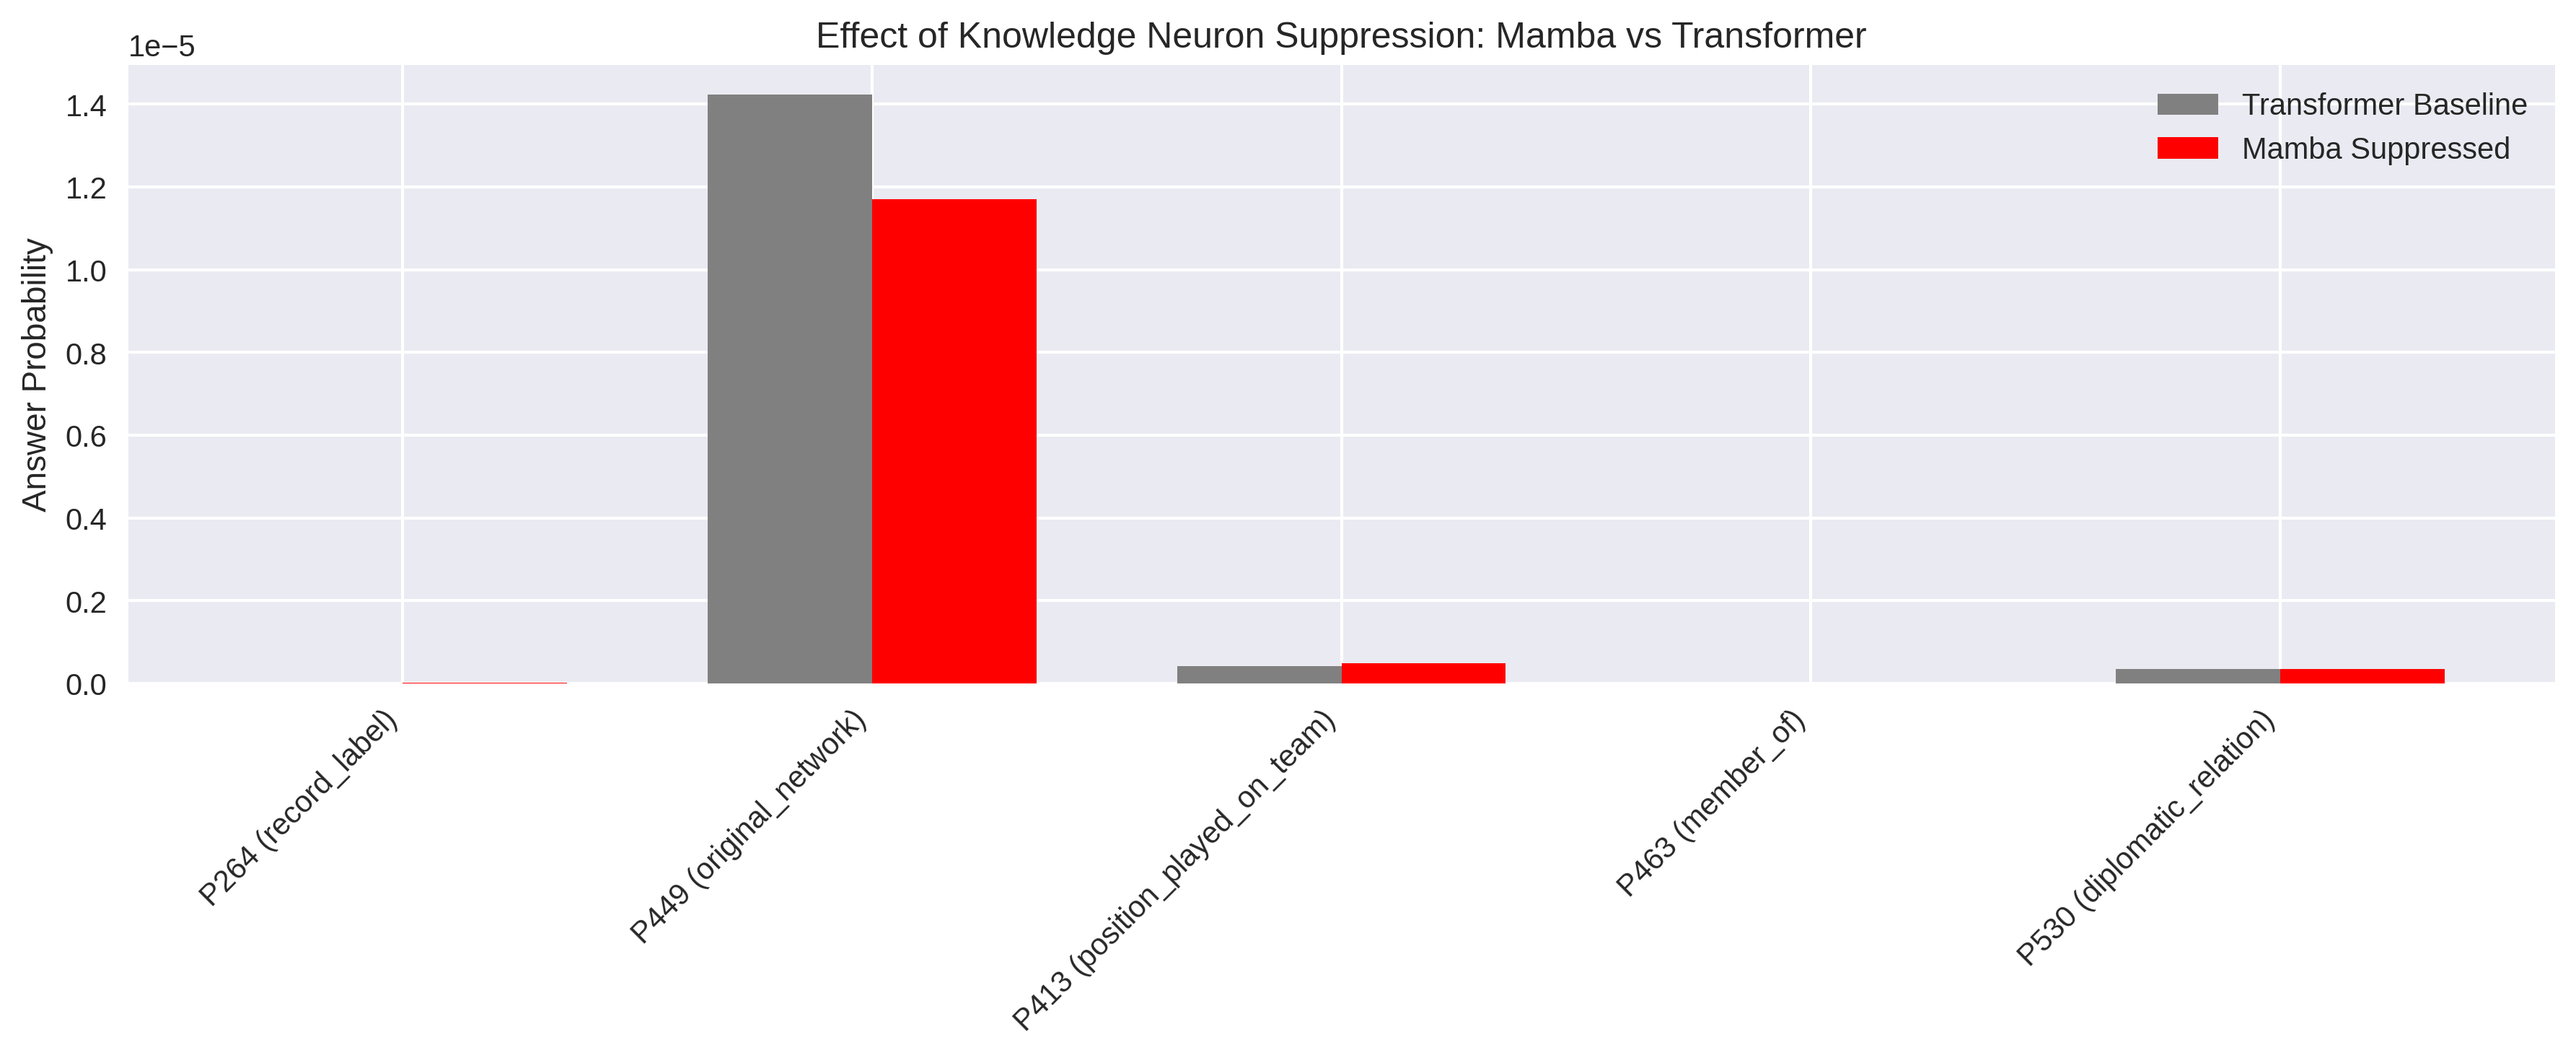 Effect of Knowledge Neuron Suppression: Mamba vs Transformer
1e−5
Transformer Baseline
Mamba Suppressed
Answer Probability
1.4
1.2
1.0
0.8
0.6
0.4
0.2
0.0
P264 (record_label)
P449 (original_network)
P413 (position_played_on_team)
P463 (member_of)
P530 (diplomatic_relation)